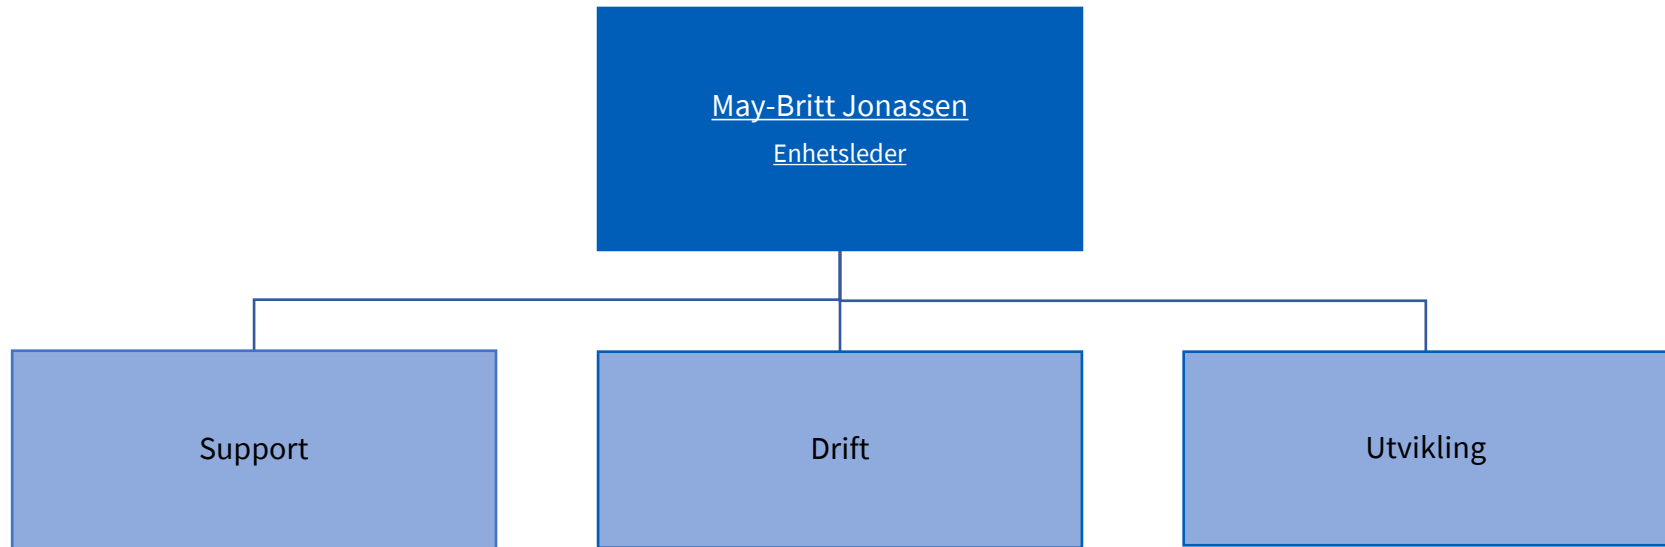 May-Britt Jonassen
Enhetsleder
Support
Drift
Utvikling